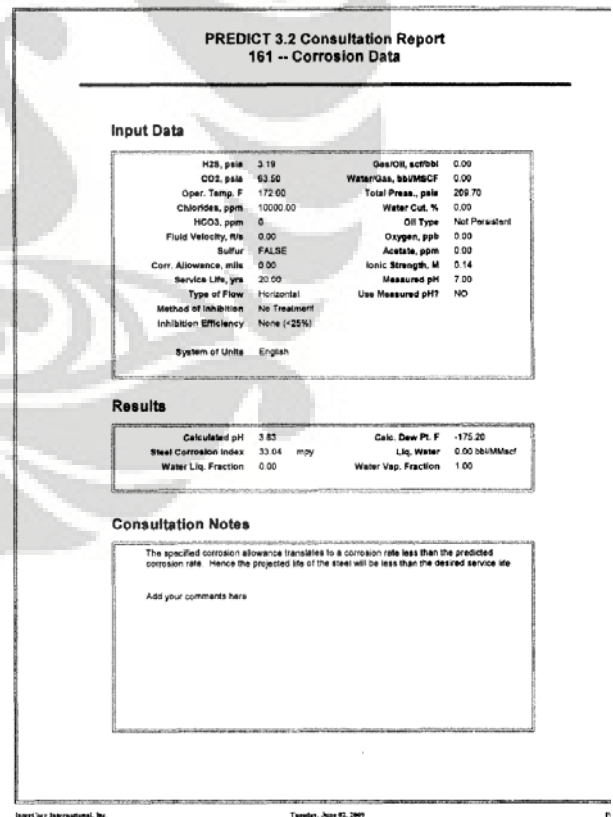 PREDICT 3.2 Consultation Report
161 -- Corrosion Data
Input Data
H2S, psia 3.19 Gas/Oil, scf/bbl 0.00
CO2, psia 63.50 Water/Gas, bbl/MSCF 0.00
Oper. Temp. F 172.00 Total Press., psia 209.70
Chlorides, ppm 10000.00 Water Cut. % 0.00
HCO3, ppm 0 Oil Type Not Persistent
Fluid Velocity, ft/s 0.00 Oxygen, ppb 0.00
Sulfur FALSE Acetate, ppm 0.00
Corr. Allowance, mils 0.00 Ionic Strength, M 0.14
Service Life, yrs 20.00 Measured pH 7.00
Type of Flow Horizontal Use Measured pH? NO
Method of Inhibition No Treatment
Inhibition Efficiency None (<25%)
System of Units English
Results
Calculated pH 3.83 Calc. Dew Pt. F -175.20
Steel Corrosion Index 33.04 mpy Liq. Water 0.00 bbl/MMscf
Water Liq. Fraction 0.00 Water Vap. Fraction 1.00
Consultation Notes
The specified corrosion allowance translates to a corrosion rate less than the predicted
corrosion rate. Hence the projected life of the steel will be less than the desired service life
Add your comments here
InterCorr International, Inc Tuesday, June 02, 2009